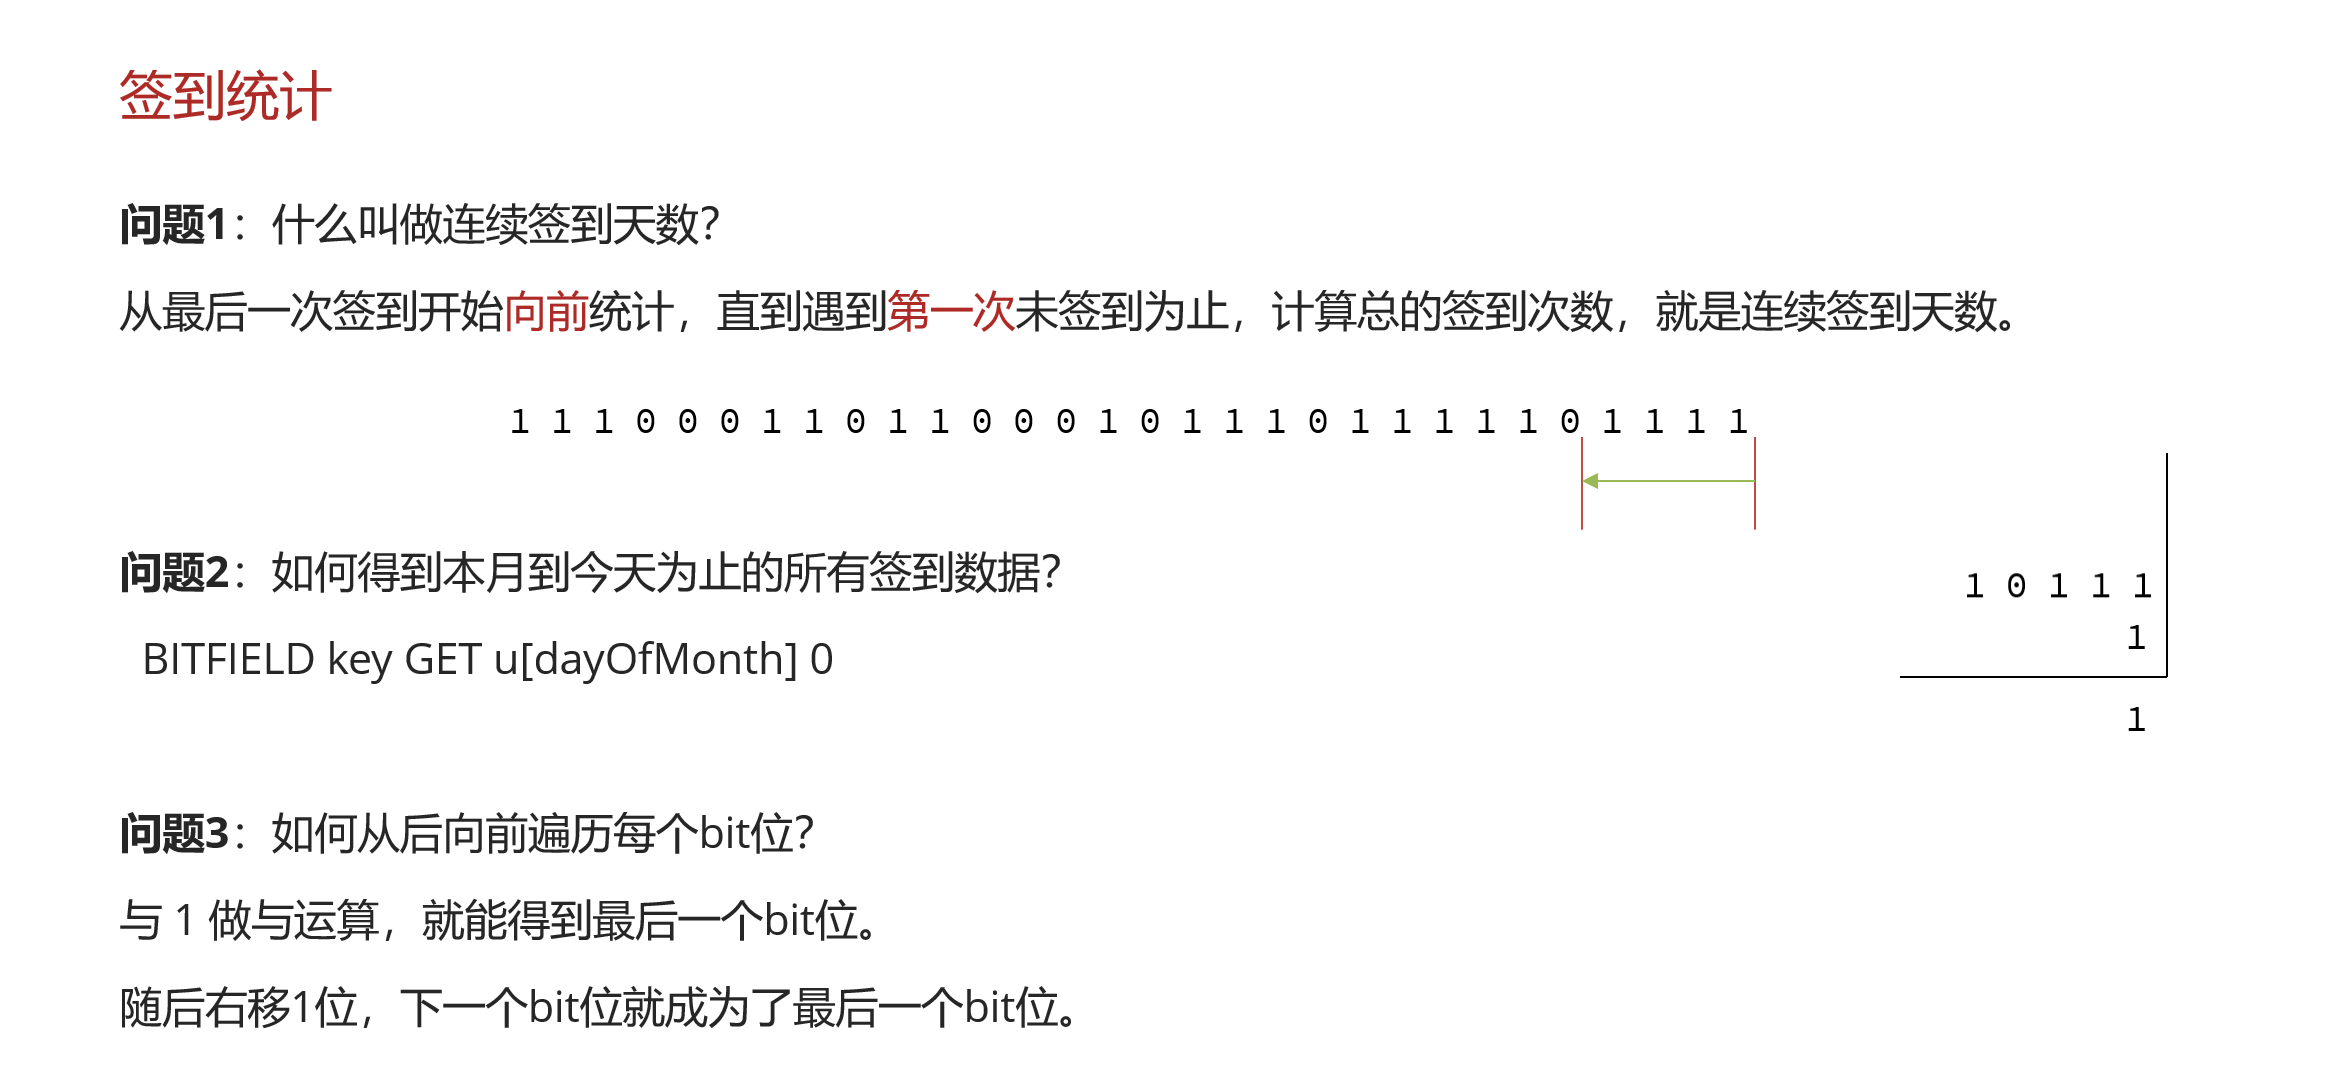 签到统计
问题1：什么叫做连续签到天数？
从最后一次签到开始向前统计，直到遇到第一次未签到为止，计算总的签到次数，就是连续签到天数。
1 1 1 0 0 0 1 1 0 1 1 0 0 0 1 0 1 1 1 0 1 1 1 1 1 0 1 1 1 1
问题2：如何得到本月到今天为止的所有签到数据？
BITFIELD key GET u[dayOfMonth] 0
1 0 1 1 1
1
1
问题3：如何从后向前遍历每个bit位？
与 1 做与运算，就能得到最后一个bit位。
随后右移1位，下一个bit位就成为了最后一个bit位。